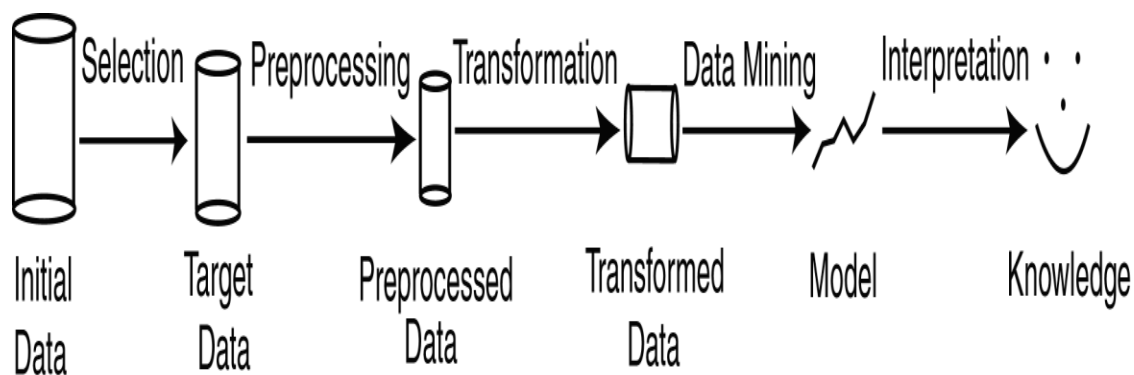 Selection
Preprocessing
Transformation
Data Mining
Interpretation
Initial
Data
Target
Data
Preprocessed
Data
Transformed
Data
Model
Knowledge